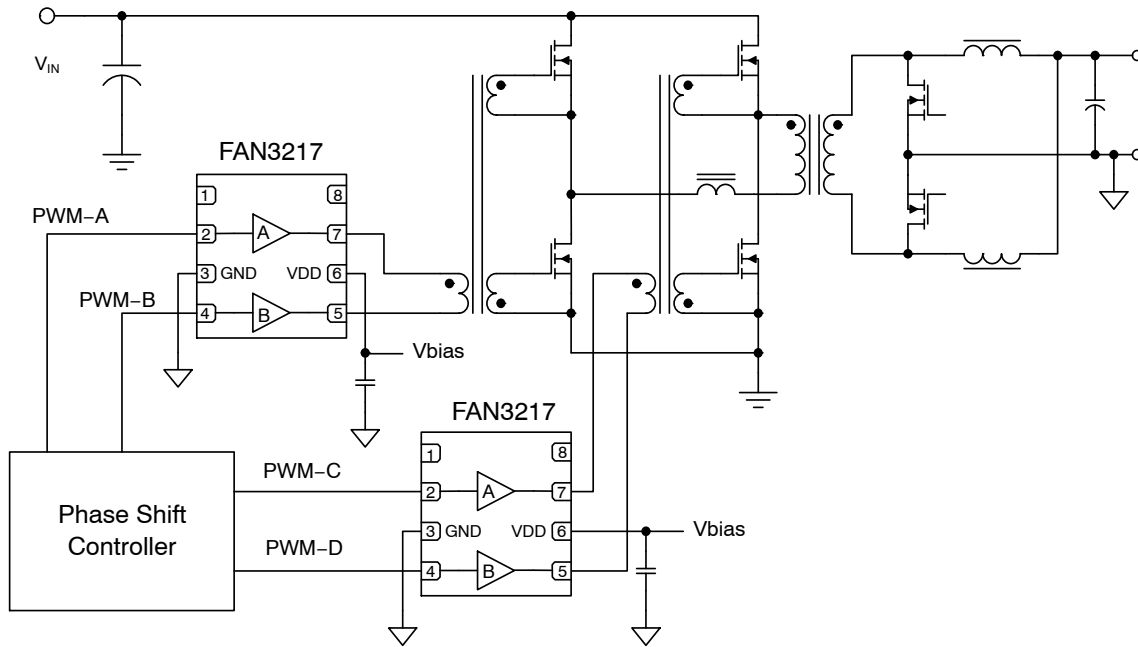 VIN
FAN3217
PWM−A
PWM−B
1
2
3
4
GND
VDD
A
B
8
7
6
5
Vbias
FAN3217
PWM−C
PWM−D
1
2
3
4
GND
VDD
A
B
8
7
6
5
Vbias
Phase Shift
Controller